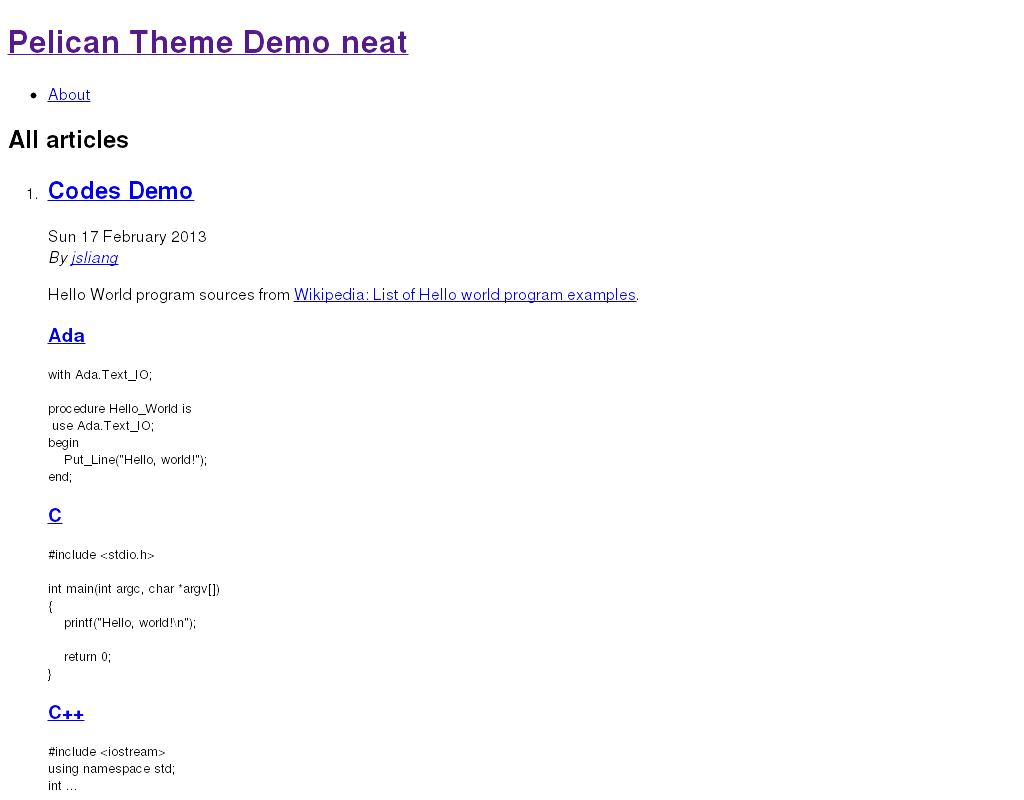 Pelican Theme Demo neat
About
All articles
1. Codes Demo
Sun 17 February 2013
By jsliang
Hello World program sources from Wikipedia: List of Hello world program examples.
Ada
with Ada.Text_IO;
procedure Hello_World is
 use Ada.Text_IO;
begin
    Put_Line("Hello, world!");
end;
C
#include <stdio.h>
int main(int argc, char *argv[])
{
    printf("Hello, world!\n");
    return 0;
}
C++
#include <iostream>
using namespace std;
int ...